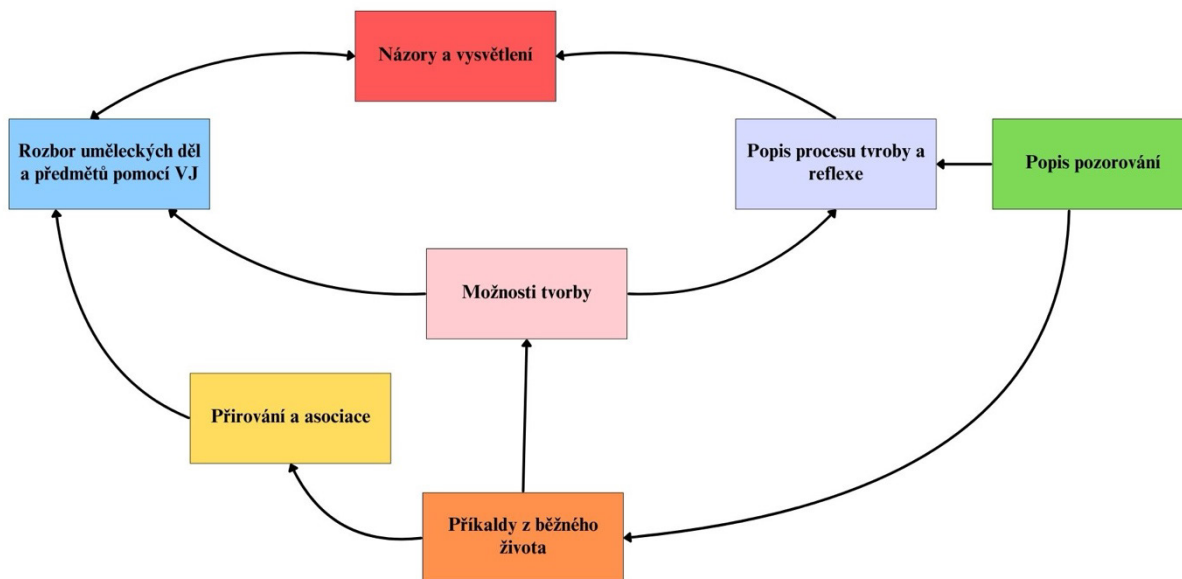 Názory a vysvětlení
Rozbor uměleckých děl
a předmětů pomocí VJ
Popis procesu tvroby a
reflexe
Popis pozorování
Možnosti tvorby
Přirování a asociace
Příkaldy z běžného
života